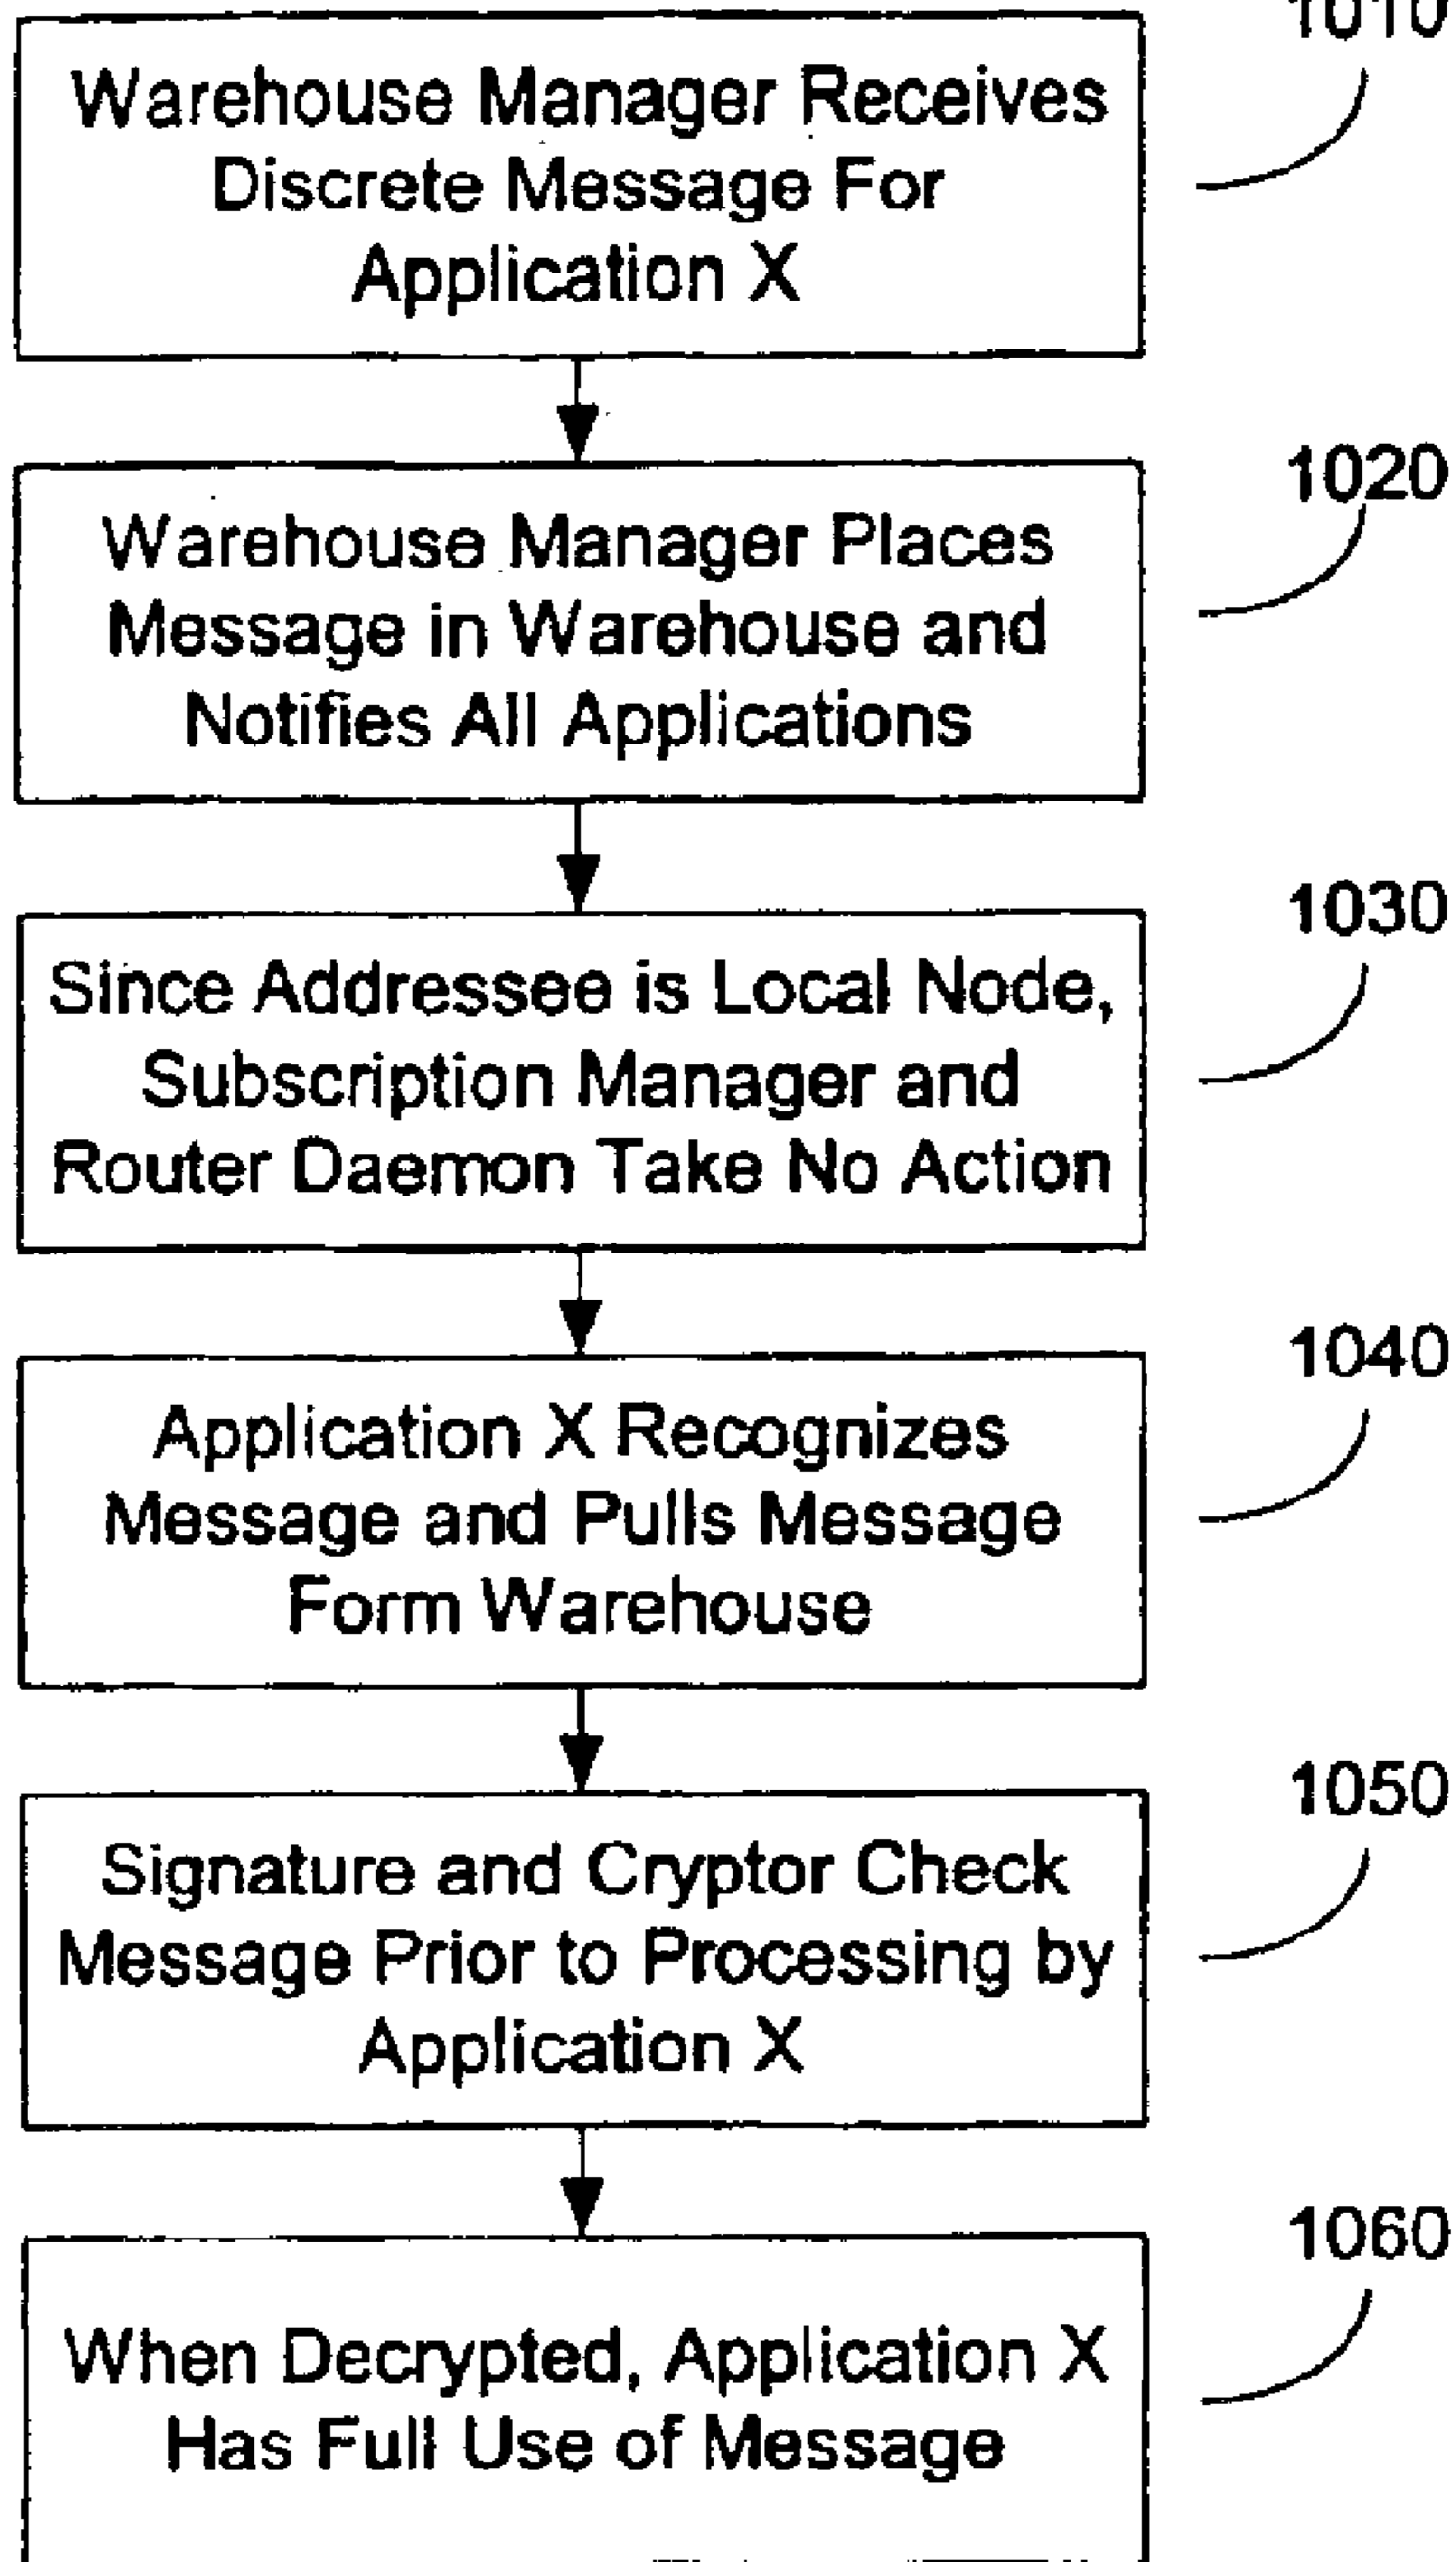 1010
Warehouse Manager Receives
Discrete Message For
Application X
1020
Warehouse Manager Places
Message in Warehouse and
Notifies All Applications
1030
Since Addressee is Local Node,
Subscription Manager and
Router Daemon Take No Action
1040
Application X Recognizes
Message and Pulls Message
Form Warehouse
1050
Signature and Cryptor Check
Message Prior to Processing by
Application X
1060
When Decrypted, Application X
Has Full Use of Message